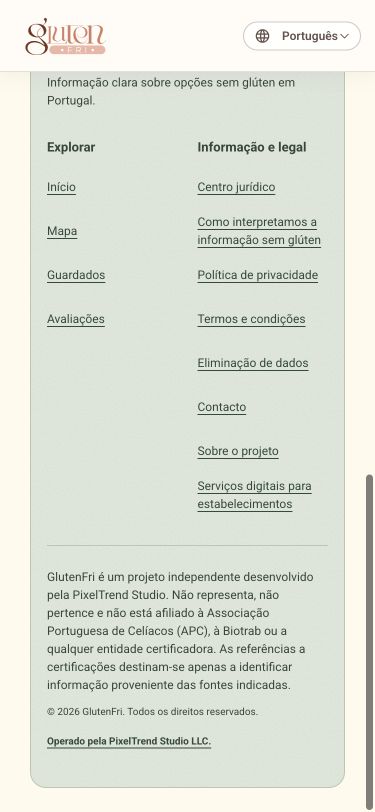 gluten
• FRI •
Português
Informação clara sobre opções sem glúten em
Portugal.
Explorar
Início
Mapa
Guardados
Avaliações
Informação e legal
Centro jurídico
Como interpretamos a
informação sem glúten
Política de privacidade
Termos e condições
Eliminação de dados
Contacto
Sobre o projeto
Serviços digitais para
estabelecimentos
GlutenFri é um projeto independente desenvolvido
pela PixelTrend Studio. Não representa, não
pertence e não está afiliado à Associação
Portuguesa de Celíacos (APC), à Biotrab ou a
qualquer entidade certificadora. As referências a
certificações destinam-se apenas a identificar
informação proveniente das fontes indicadas.
© 2026 GlutenFri. Todos os direitos reservados.
Operado pela PixelTrend Studio LLC.